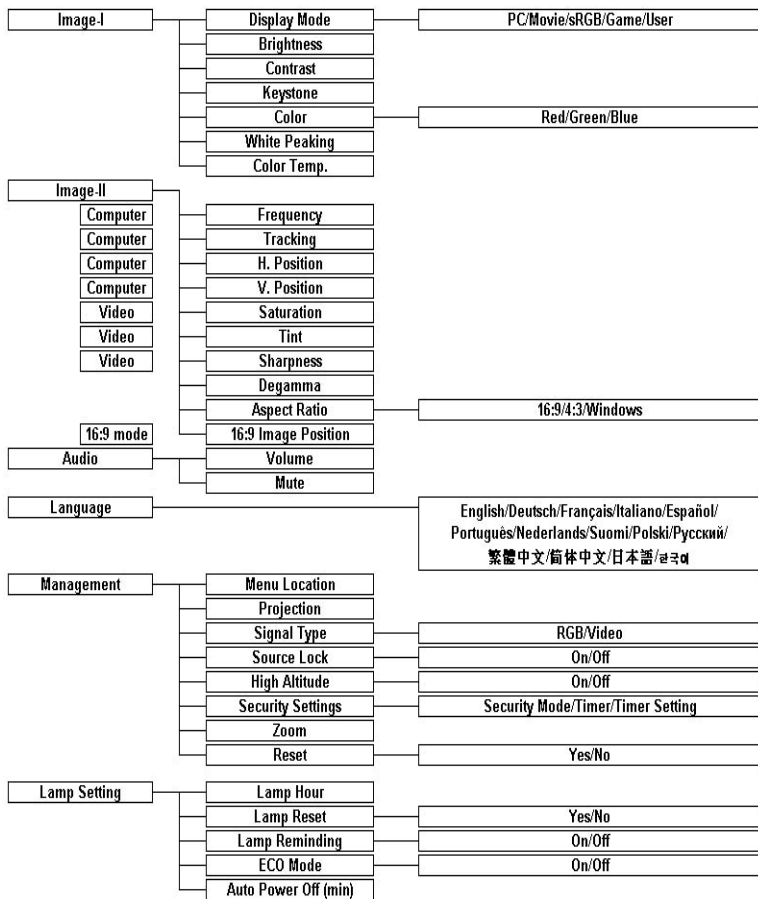 Image-I Display Mode PC/Movie/sRGB/Game/User
Brightness
Contrast
Keystone
Color Red/Green/Blue
White Peaking
Color Temp.
Image-II
Computer Frequency
Computer Tracking
Computer H. Position
Computer V. Position
Video Saturation
Video Tint
Video Sharpness
Degamma
Aspect Ratio 16:9/4:3/Windows
16:9 mode 16:9 Image Position
Audio Volume
Mute
Language English/Deutsch/Français/Italiano/Español/
Português/Nederlands/Suomi/Polski/Русский/
繁體中文/简体中文/日本語/한국어
Management Menu Location
Projection
Signal Type RGB/Video
Source Lock On/Off
High Altitude On/Off
Security Settings Security Mode/Timer/Timer Setting
Zoom
Reset Yes/No
Lamp Setting Lamp Hour
Lamp Reset Yes/No
Lamp Reminding On/Off
ECO Mode On/Off
Auto Power Off (min)